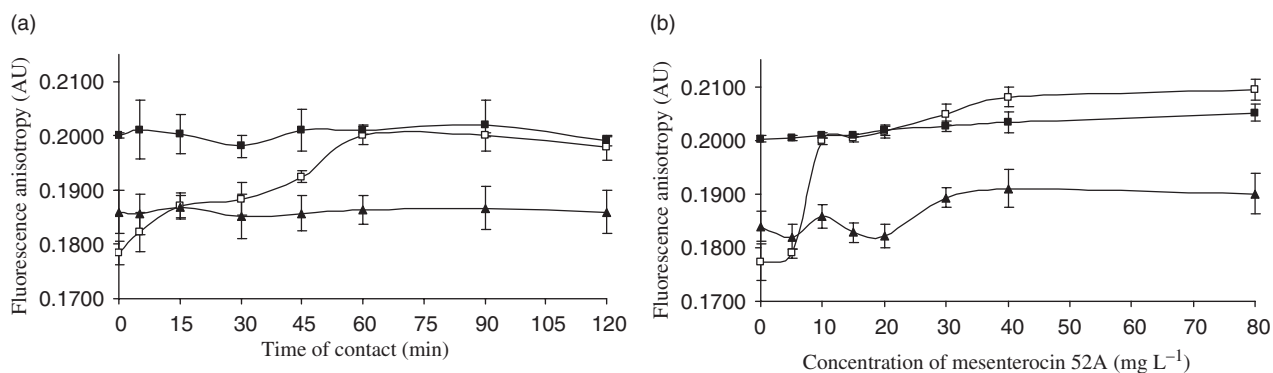 (a)
Fluorescence anisotropy (AU)
0.2100
0.2000
0.1900
0.1800
0.1700
0 15 30 45 60 75 90 105 120
Time of contact (min)
(b)
Fluorescence anisotropy (AU)
0.2100
0.2000
0.1900
0.1800
0.1700
0 10 20 30 40 50 60 70 80
Concentration of mesenterocin 52A (mg L⁻¹)